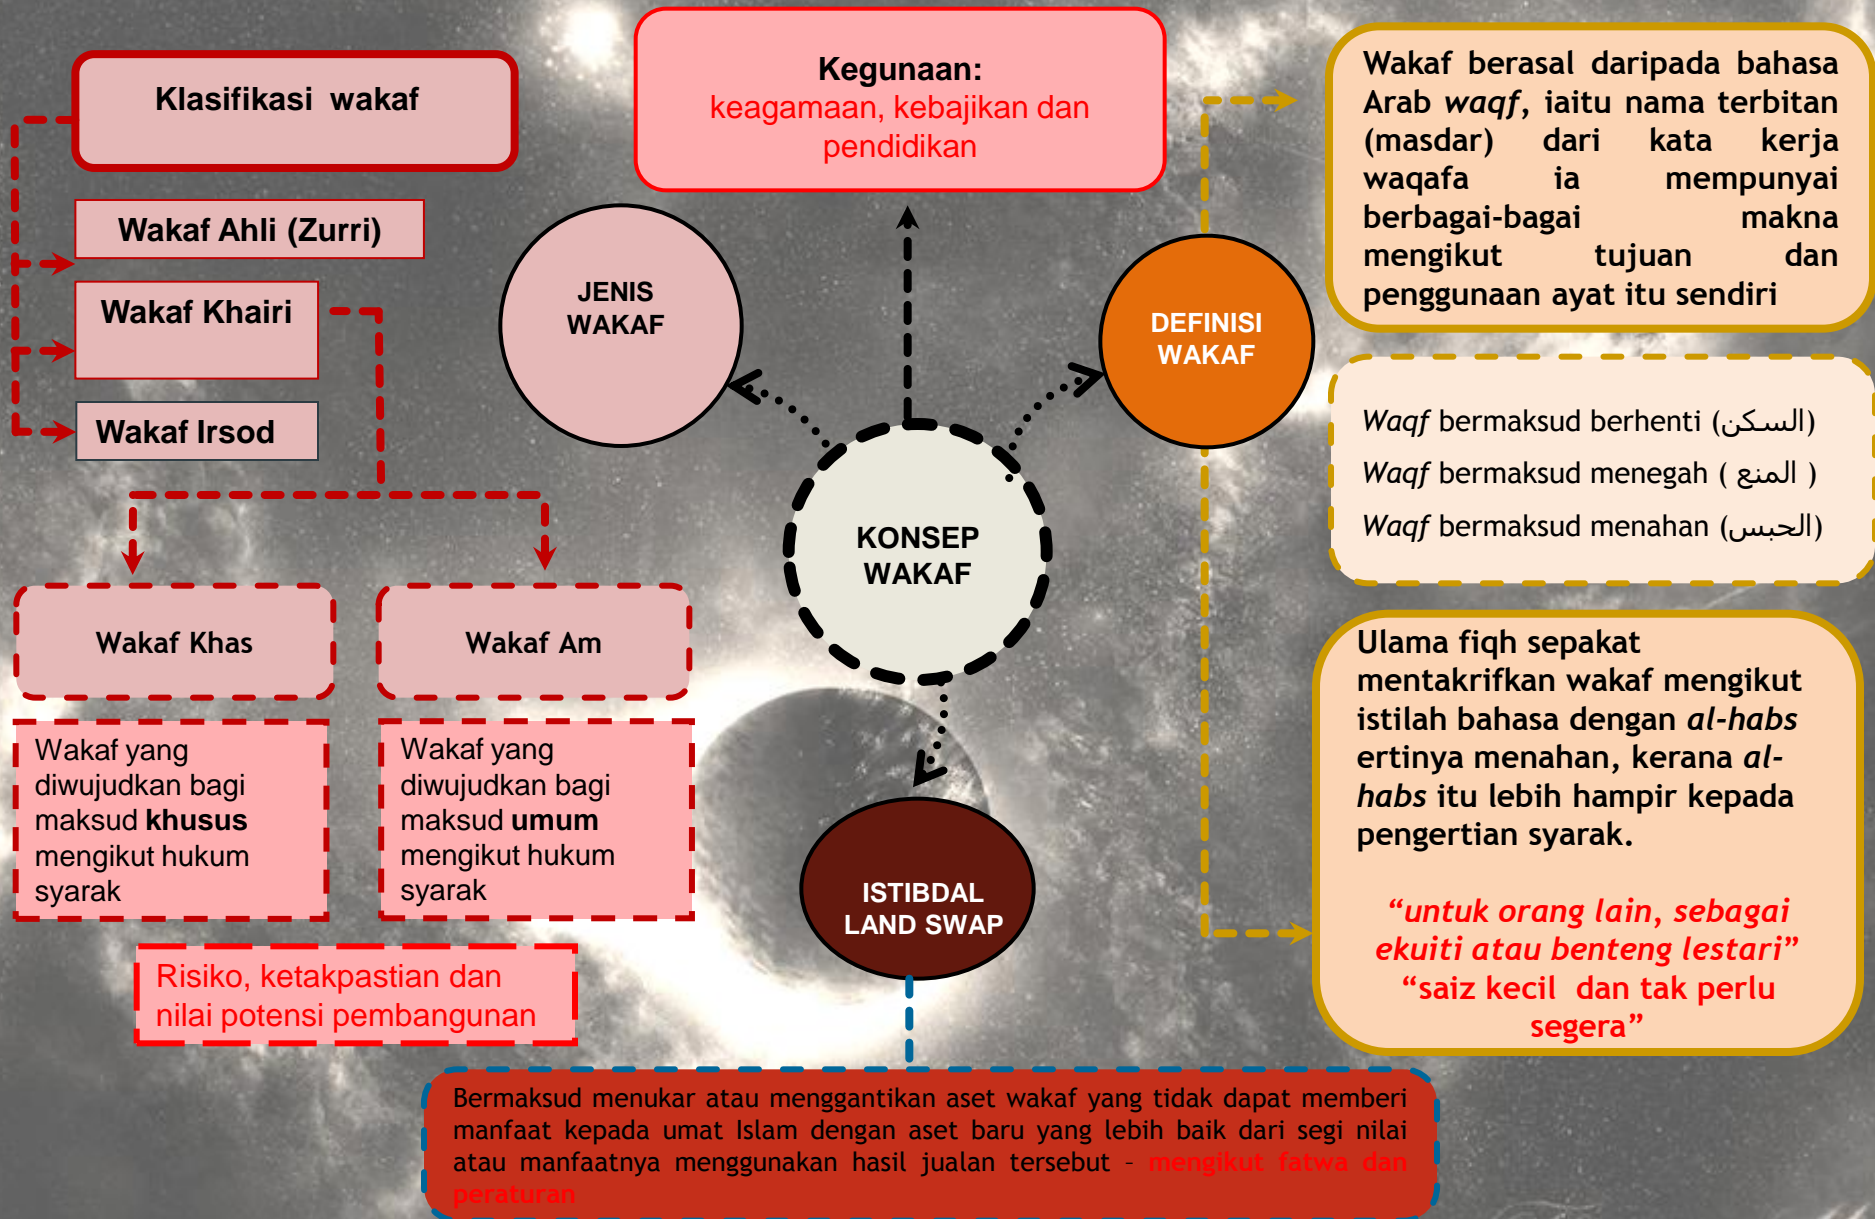 Klasifikasi wakaf
Wakaf Ahli (Zurri)
Wakaf Khairi
Wakaf Irsod
Wakaf Khas
Wakaf Am
Wakaf yang
diwujudkan bagi
maksud khusus
mengikut hukum
syarak
Wakaf yang
diwujudkan bagi
maksud umum
mengikut hukum
syarak
Risiko, ketakpastian dan
nilai potensi pembangunan
Kegunaan:
keagamaan, kebajikan dan
pendidikan
JENIS
WAKAF
KONSEP
WAKAF
DEFINISI
WAKAF
ISTIBDAL
LAND SWAP
Wakaf berasal daripada bahasa
Arab waqf, iaitu nama terbitan
(masdar) dari kata kerja
waqafa ia mempunyai
berbagai-bagai makna
mengikut tujuan dan
penggunaan ayat itu sendiri
Waqf bermaksud berhenti (السكن)
Waqf bermaksud menegah ( المنع )
Waqf bermaksud menahan (الحبس)
Ulama fiqh sepakat
mentakrifkan wakaf mengikut
istilah bahasa dengan al-habs
ertinya menahan, kerana al-
habs itu lebih hampir kepada
pengertian syarak.
“untuk orang lain, sebagai
ekuiti atau benteng lestari”
“saiz kecil dan tak perlu
segera”
Bermaksud menukar atau menggantikan aset wakaf yang tidak dapat memberi
manfaat kepada umat Islam dengan aset baru yang lebih baik dari segi nilai
atau manfaatnya menggunakan hasil jualan tersebut – mengikut fatwa dan
peraturan